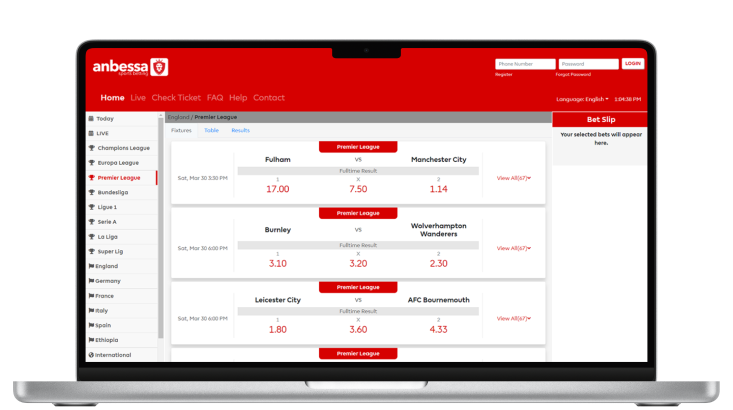 anbessa
sports betting
Phone Number
Password
LOGIN
Register
Forgot Password
Home Live Check Ticket FAQ Help Contact
Language: English 1:04:38 PM
Today
LIVE
Champions League
Europa League
Premier League
Bundesliga
Ligue 1
Serie A
La Liga
Super Lig
England
Germany
France
Italy
Spain
Ethiopia
International
England / Premier League
Fixtures Table Results
Premier League
Fulham VS Manchester City
Fulltime Result
Sat, Mar 30 3:30 PM
1 X 2
17.00 7.50 1.14
View All(67)
Premier League
Burnley VS Wolverhampton
Wanderers
Fulltime Result
Sat, Mar 30 6:00 PM
1 X 2
3.10 3.20 2.30
View All(67)
Premier League
Leicester City VS AFC Bournemouth
Fulltime Result
Sat, Mar 30 6:00 PM
1 X 2
1.80 3.60 4.33
View All(67)
Premier League
Bet Slip
Your selected bets will appear
here.